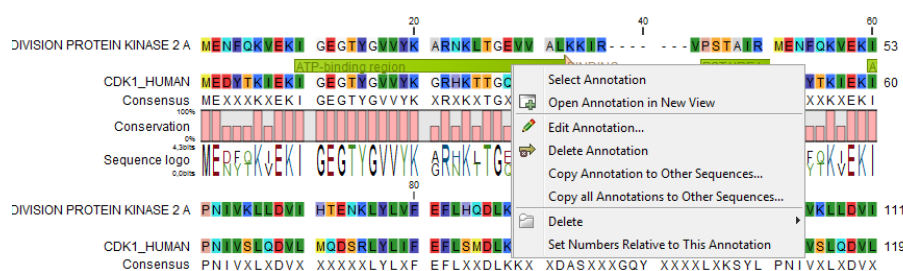 20 40 60
DIVISION PROTEIN KINASE 2 A MENFQKVEKI GEGTYGVVYK ARNKLTGEVV ALKKIR---- -----VPSTAIR MENFQKVEKI 53
ATP-binding region
CDK1_HUMAN MEDYTKIEKI GEGTYGVVYK GRHKTTGQ YTKIEKI 60
Consensus MEXXXKXEKI GEGTYGVVYK XRXKXTGX XXKXEKI
Conservation 100% 0%
Sequence logo 4,3bits 0,0bits
80
DIVISION PROTEIN KINASE 2 A PNIVKLLDVI HTENKLYLVF EFLHQDLK VKLLDVI 111
CDK1_HUMAN PNIVSLQDVL MQDSRLYLIF EFLSMDLK VSLQDVL 119
Consensus PNIVXLXDVX XXXXXLYLXF EFLXXDLKKX XDASXXXGQY XXXXLXKSYL PNIVXLXDVX
Select Annotation
Open Annotation in New View
Edit Annotation...
Delete Annotation
Copy Annotation to Other Sequences...
Copy all Annotations to Other Sequences...
Delete
Set Numbers Relative to This Annotation